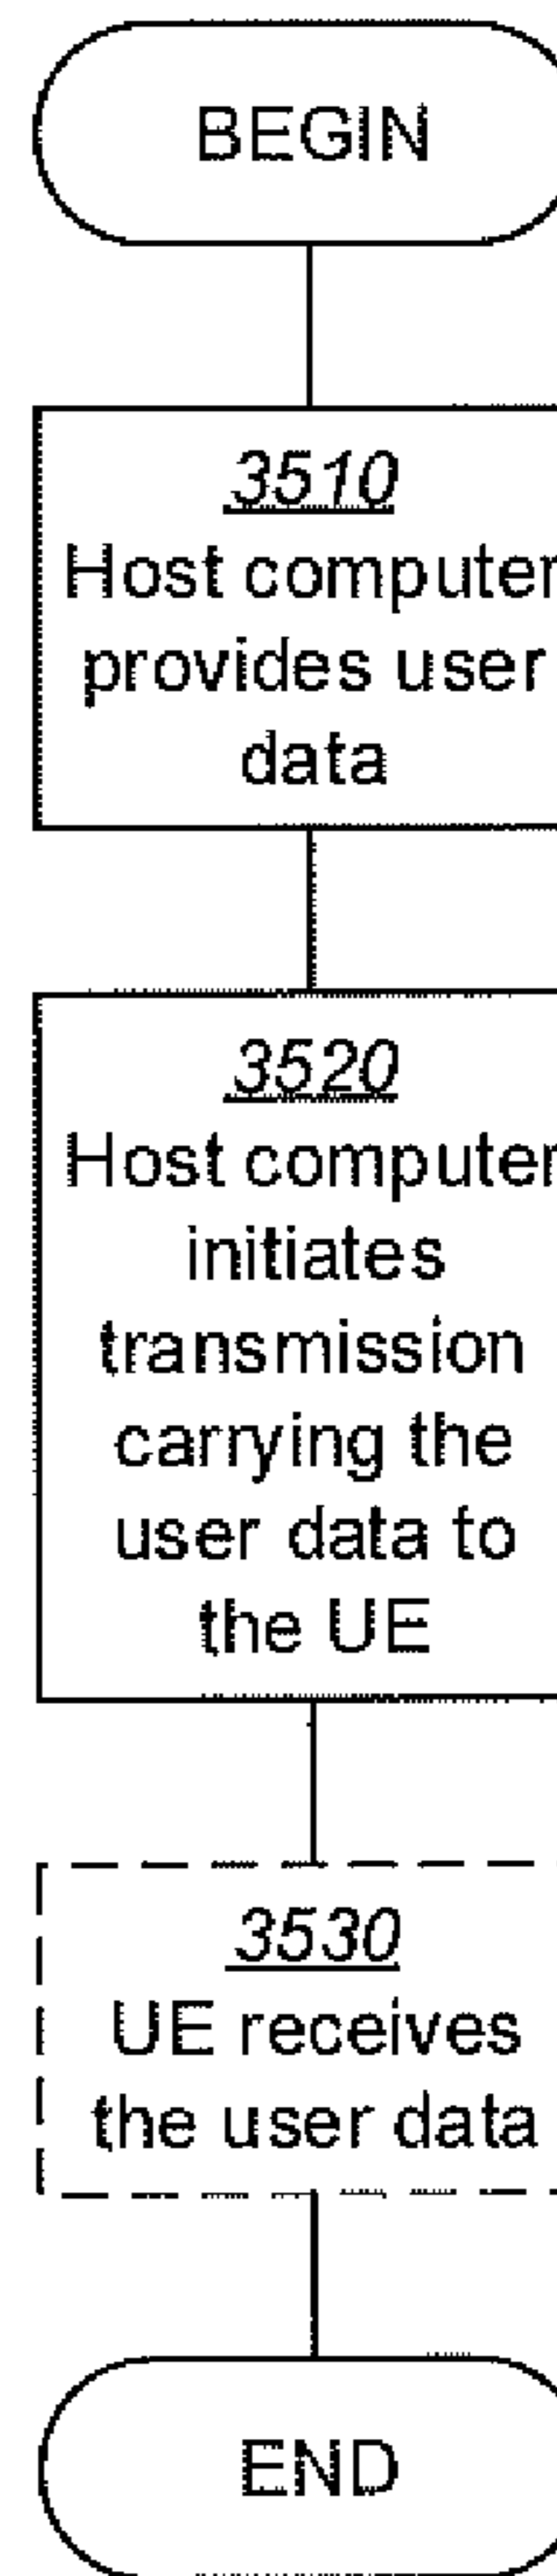 BEGIN
3510
Host computer
provides user
data
3520
Host computer
initiates
transmission
carrying the
user data to
the UE
3530
UE receives
the user data
END